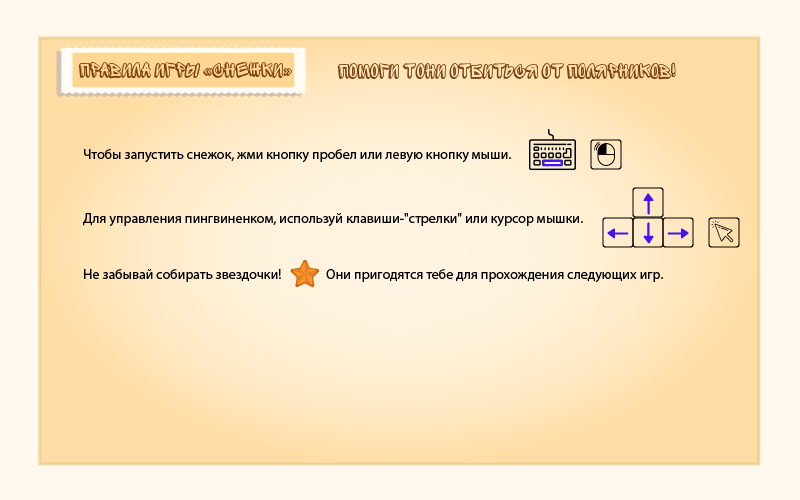 ПРАВИЛА ИГРЫ «СНЕЖКИ»
ПОМОГИ ТОНИ ОТБИТЬСЯ ОТ ПОЛЯРНИКОВ!
Чтобы запустить снежок, жми кнопку пробел или левую кнопку мыши.
Для управления пингвиненком, используй клавиши-"стрелки" или курсор мышки.
Не забывай собирать звездочки! Они пригодятся тебе для прохождения следующих игр.